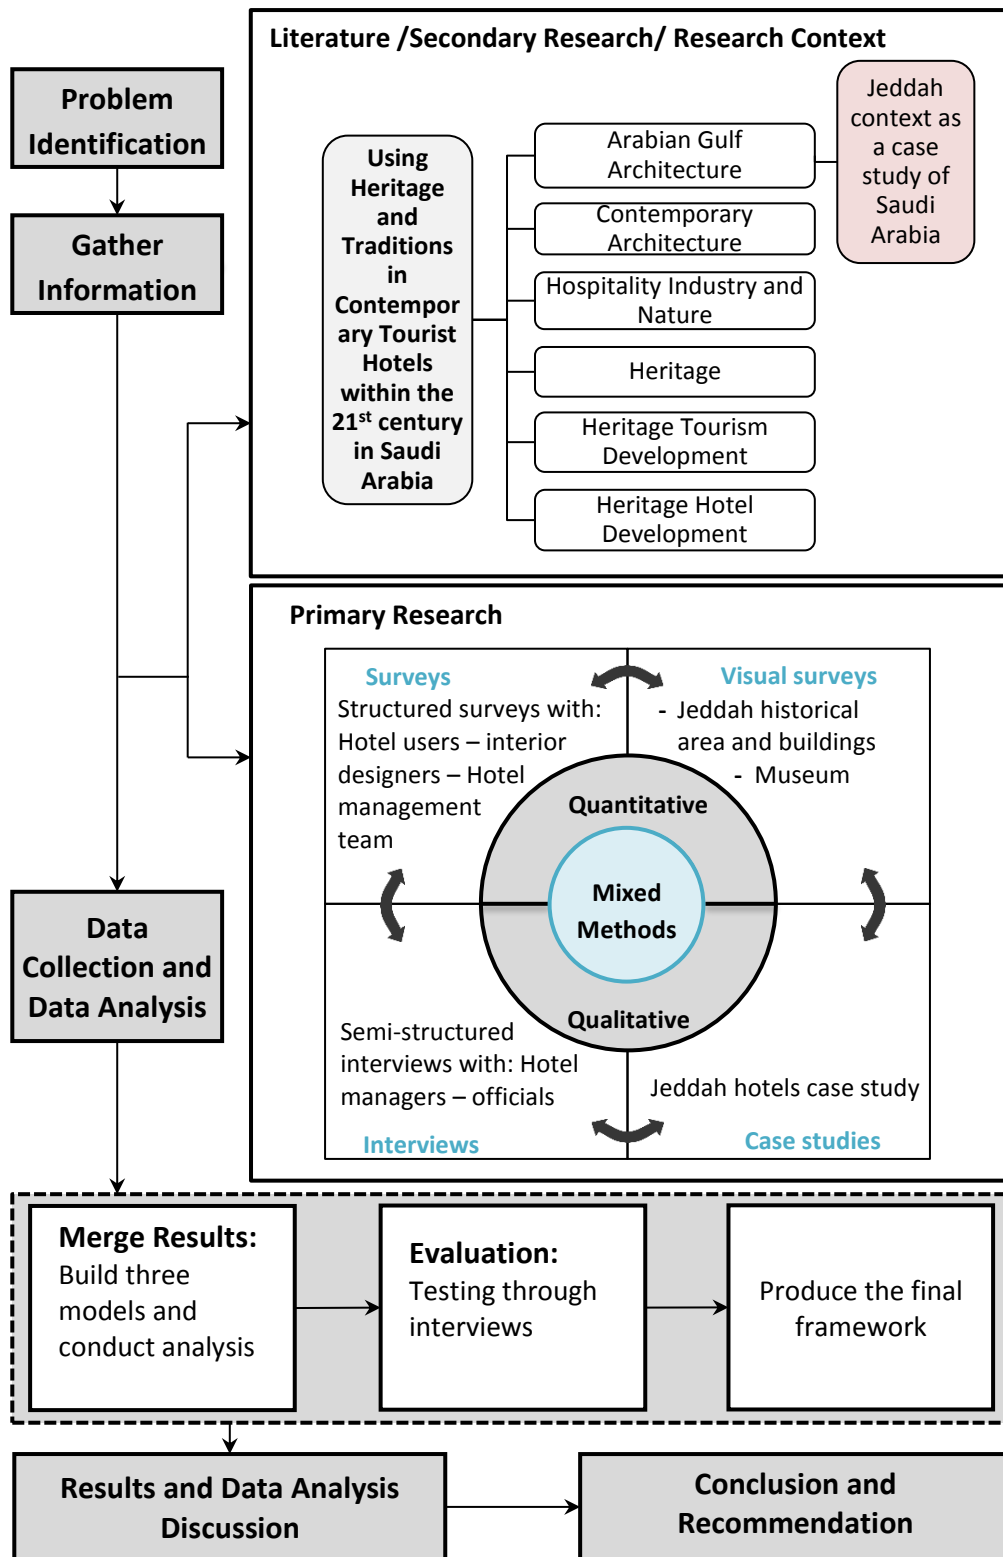 Problem
Identification
Gather
Information
Literature /Secondary Research/ Research Context
Using
Heritage
and
Traditions
in
Contempor
ary Tourist
Hotels
within the
21st century
in Saudi
Arabia
Arabian Gulf
Architecture
Contemporary
Architecture
Hospitality Industry and
Nature
Heritage
Heritage Tourism
Development
Heritage Hotel
Development
Jeddah
context as
a case
study of
Saudi
Arabia
Primary Research
Surveys
Structured surveys with:
Hotel users – interior
designers – Hotel
management
team
Visual surveys
- Jeddah historical
area and buildings
- Museum
Quantitative
Mixed
Methods
Qualitative
Semi-structured
interviews with: Hotel
managers – officials
Interviews
Jeddah hotels case study
Case studies
Data
Collection and
Data Analysis
Merge Results:
Build three
models and
conduct analysis
Evaluation:
Testing through
interviews
Produce the final
framework
Results and Data Analysis
Discussion
Conclusion and
Recommendation